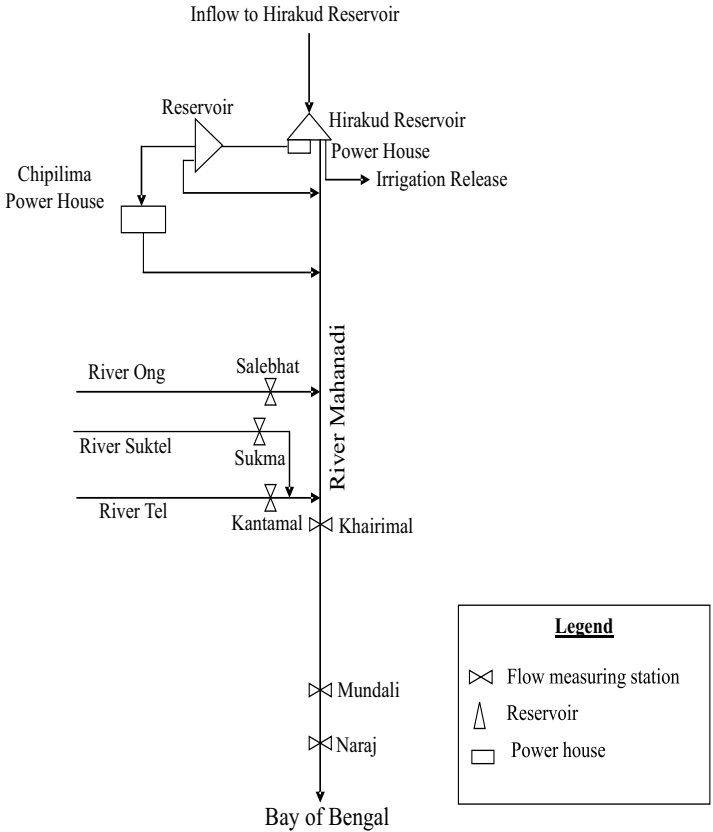 Inflow to Hirakud Reservoir
Reservoir
Hirakud Reservoir
Power House
Irrigation Release
Chipilima
Power House
River Mahanadi
Salebhat
River Ong
River Suktel
Sukma
River Tel
Kantamal
Khairimal
Legend
Flow measuring station
Reservoir
Power house
Mundali
Naraj
Bay of Bengal